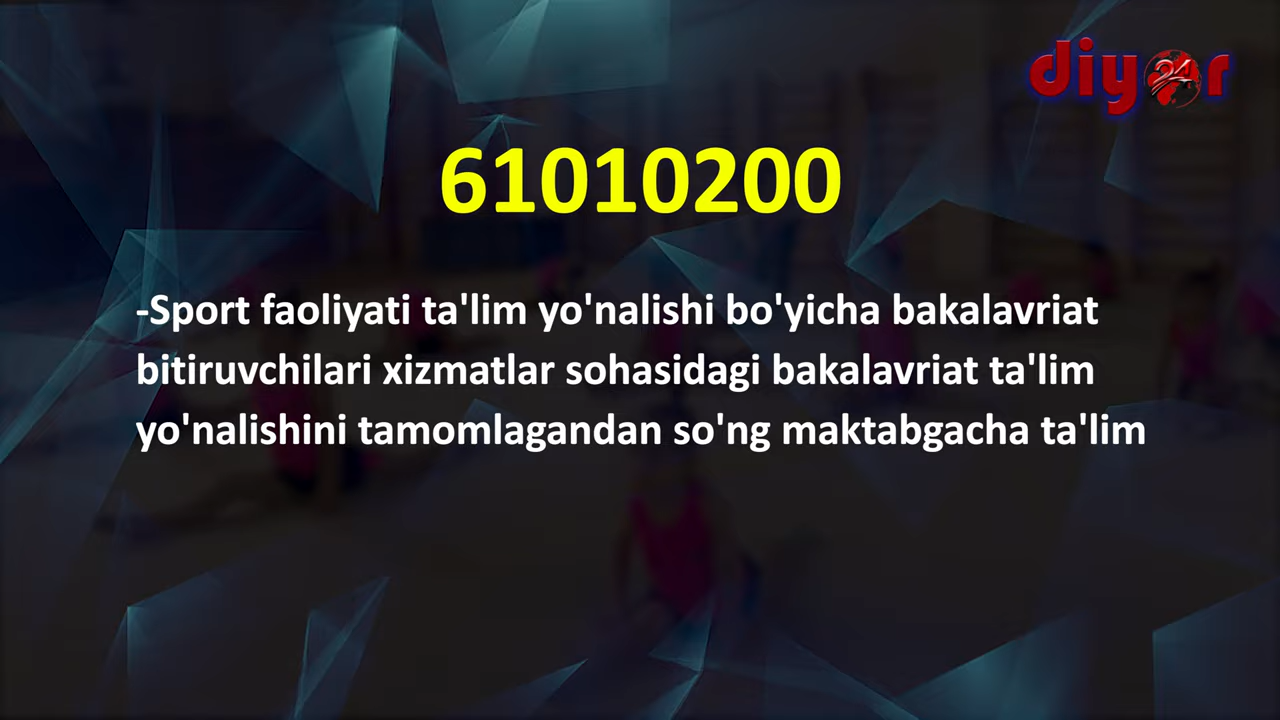 diyor 24
61010200
-Sport faoliyati ta'lim yo'nalishi bo'yicha bakalavriat
bitiruvchilari xizmatlar sohasidagi bakalavriat ta'lim
yo'nalishini tamomlagandan so'ng maktabgacha ta'lim